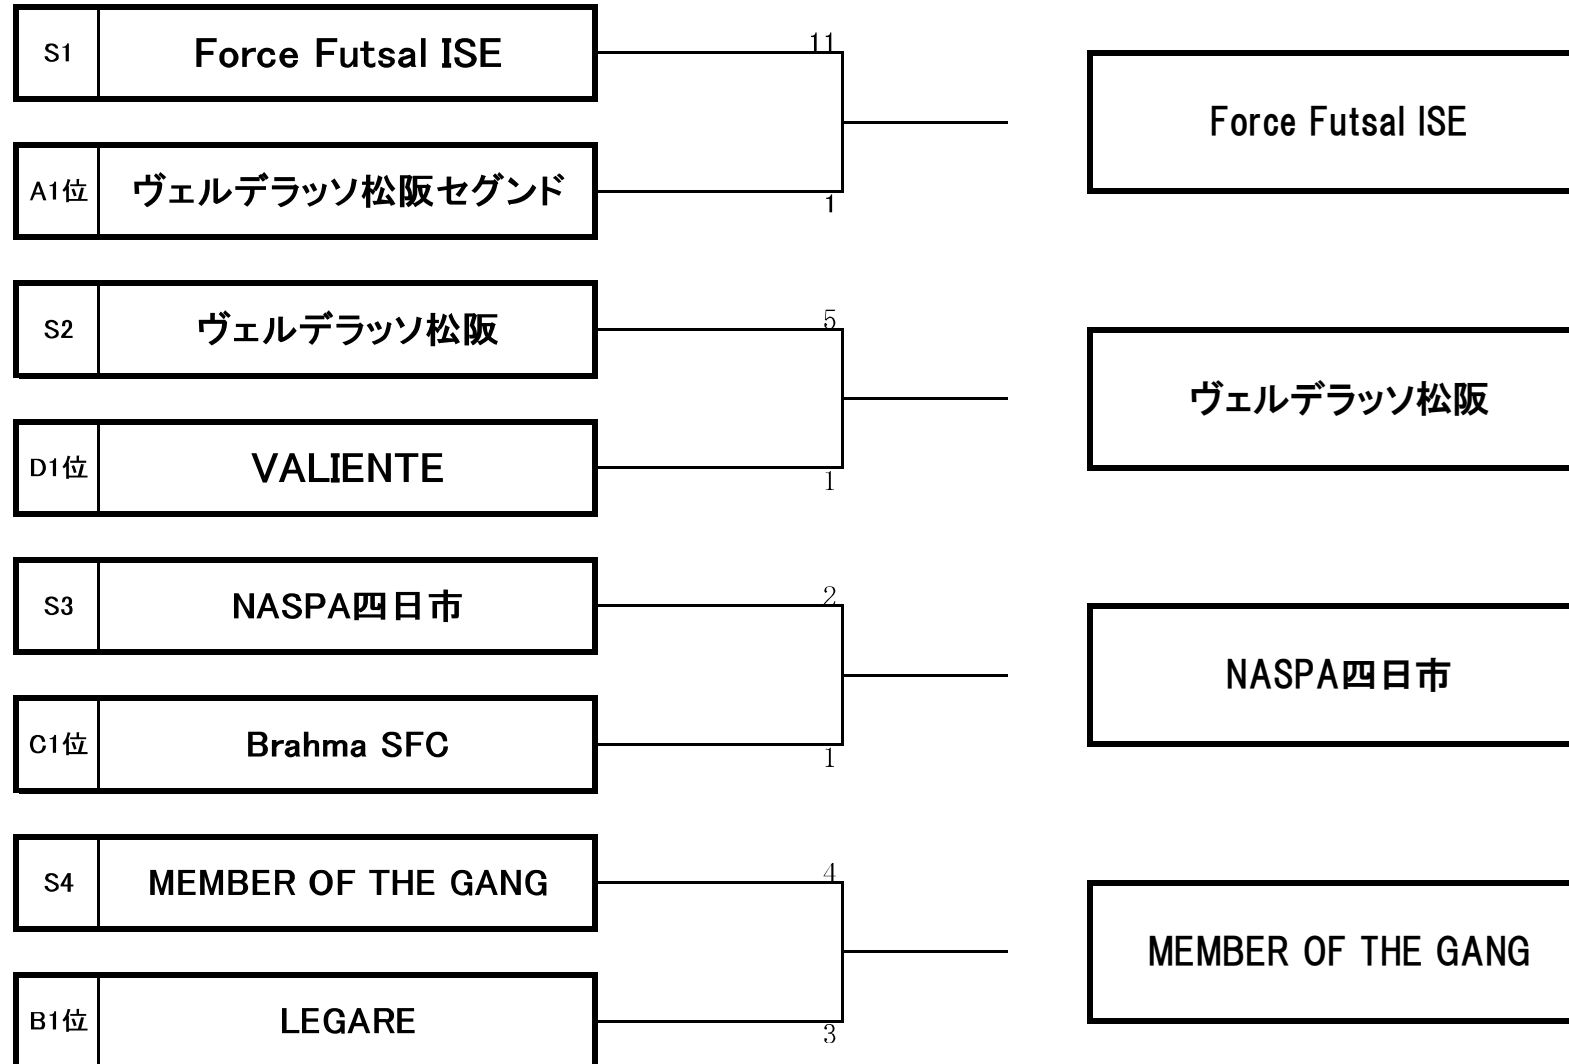 S1 Force Futsal ISE 11
Force Futsal ISE
A1位 ヴェルデラッソ松阪セグンド 1
S2 ヴェルデラッソ松阪 5
ヴェルデラッソ松阪
D1位 VALIENTE 1
S3 NASPA四日市 2
NASPA四日市
C1位 Brahma SFC 1
S4 MEMBER OF THE GANG 4
MEMBER OF THE GANG
B1位 LEGARE 3